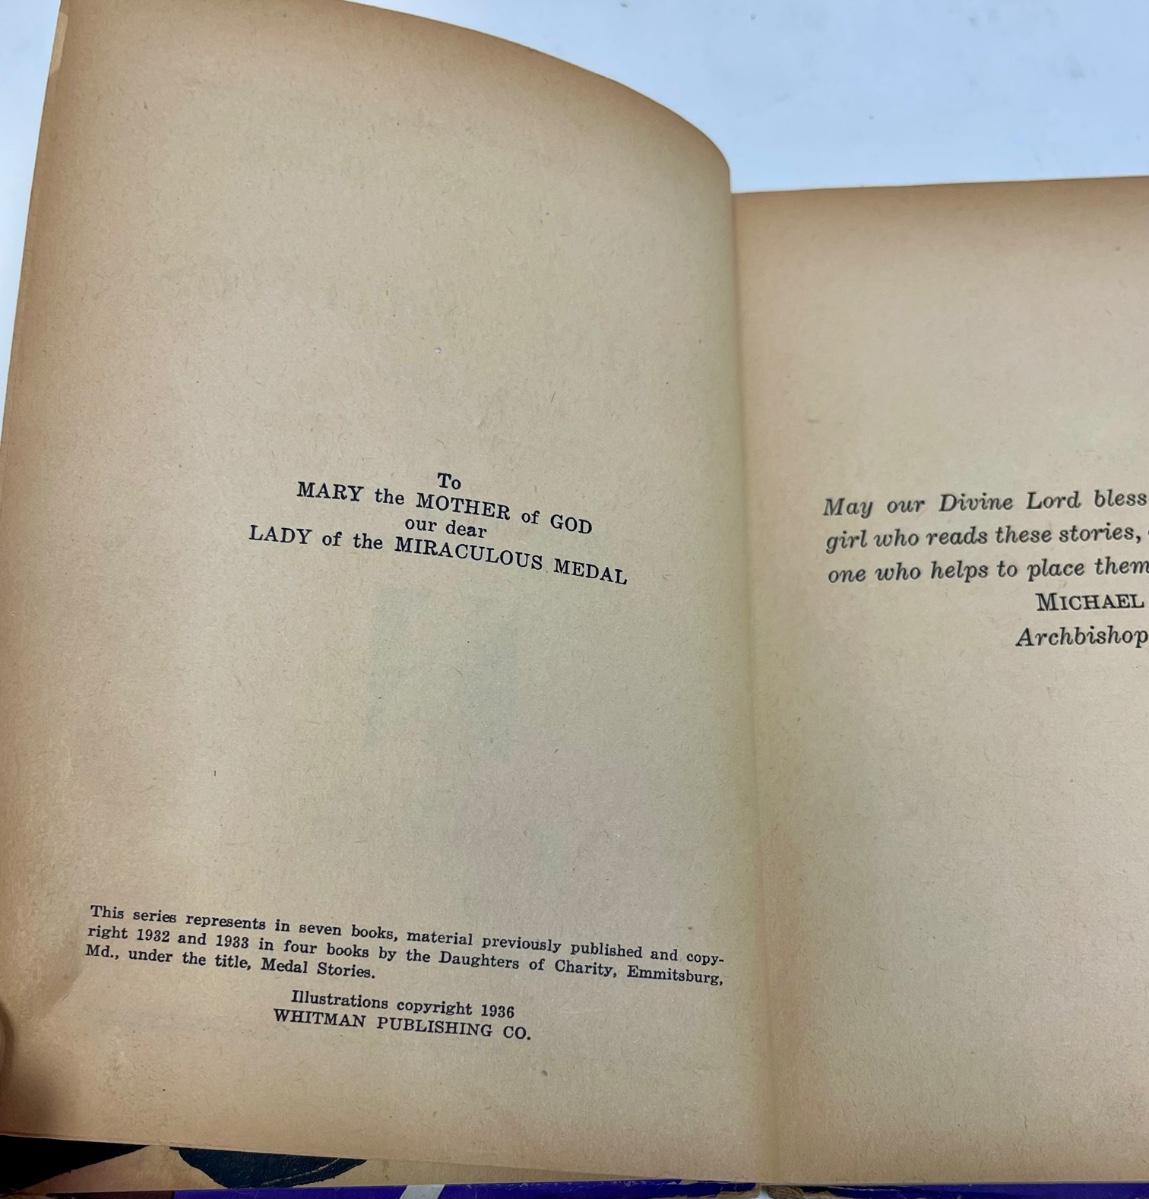 To
MARY the MOTHER of GOD
our dear
LADY of the MIRACULOUS MEDAL
This series represents in seven books, material previously published and copy-
right 1932 and 1933 in four books by the Daughters of Charity, Emmitsburg,
Md., under the title, Medal Stories.
Illustrations copyright 1936
WHITMAN PUBLISHING CO.
May our Divine Lord bless
girl who reads these stories,
one who helps to place them
MICHAEL
Archbishop